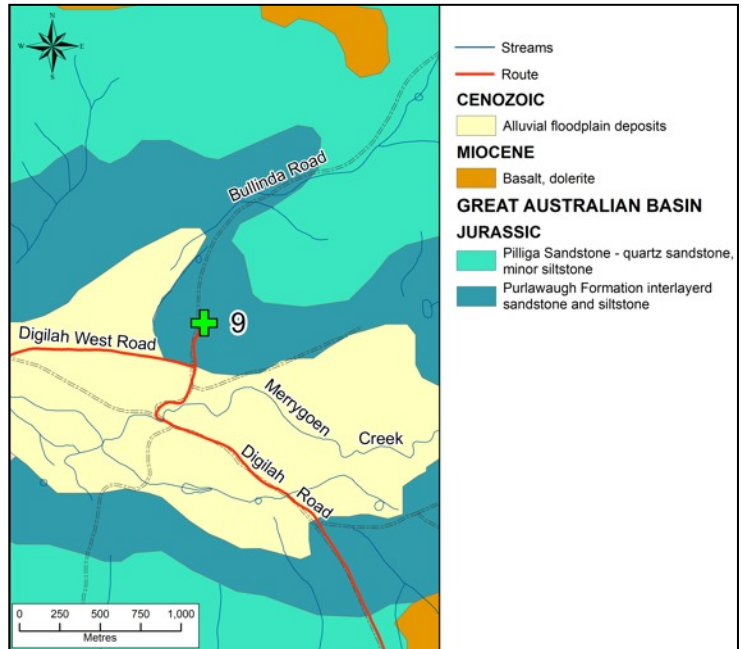 N
W E
S
Bullinda Road
9
Digilah West Road
Merrygoen
Creek
Digilah Road
0 250 500 750 1,000
Metres
Streams
Route
CENOZOIC
Alluvial floodplain deposits
MIOCENE
Basalt, dolerite
GREAT AUSTRALIAN BASIN
JURASSIC
Pilliga Sandstone - quartz sandstone,
minor siltstone
Purlawaugh Formation interlayerd
sandstone and siltstone